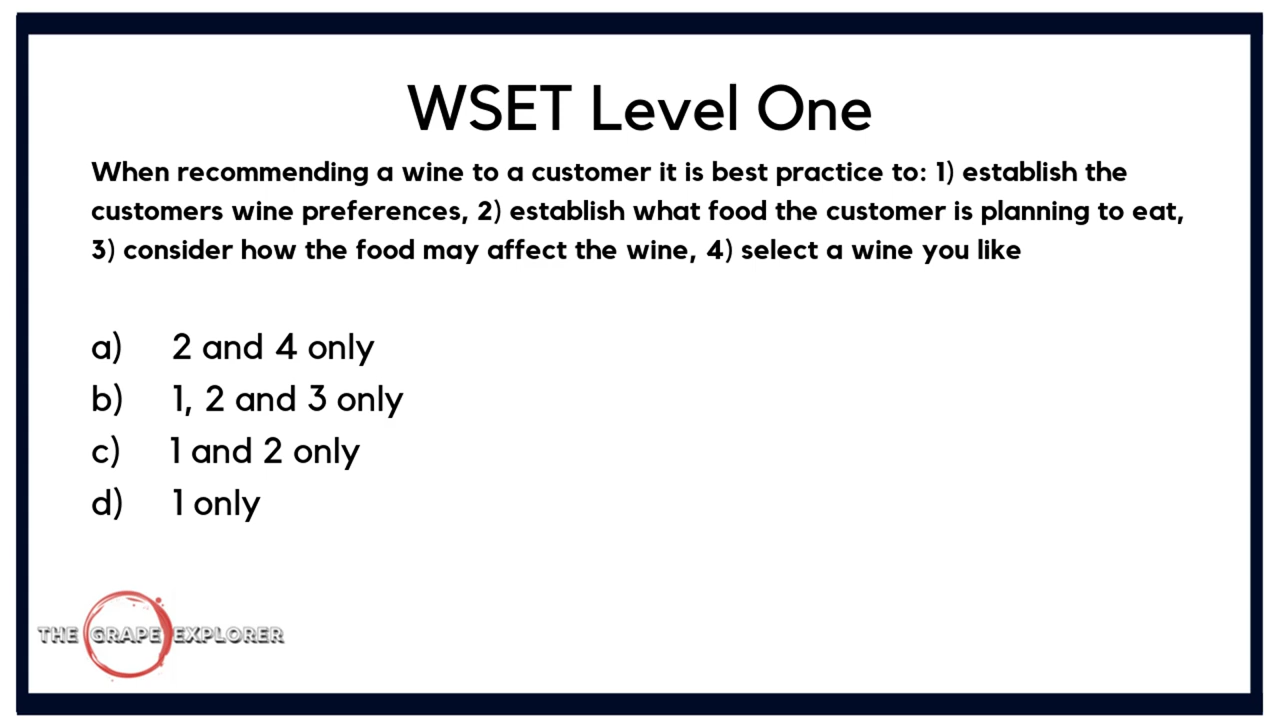 WSET Level One
When recommending a wine to a customer it is best practice to: 1) establish the
customers wine preferences, 2) establish what food the customer is planning to eat,
3) consider how the food may affect the wine, 4) select a wine you like
a) 2 and 4 only
b) 1, 2 and 3 only
c) 1 and 2 only
d) 1 only
THE GRAPE EXPLORER